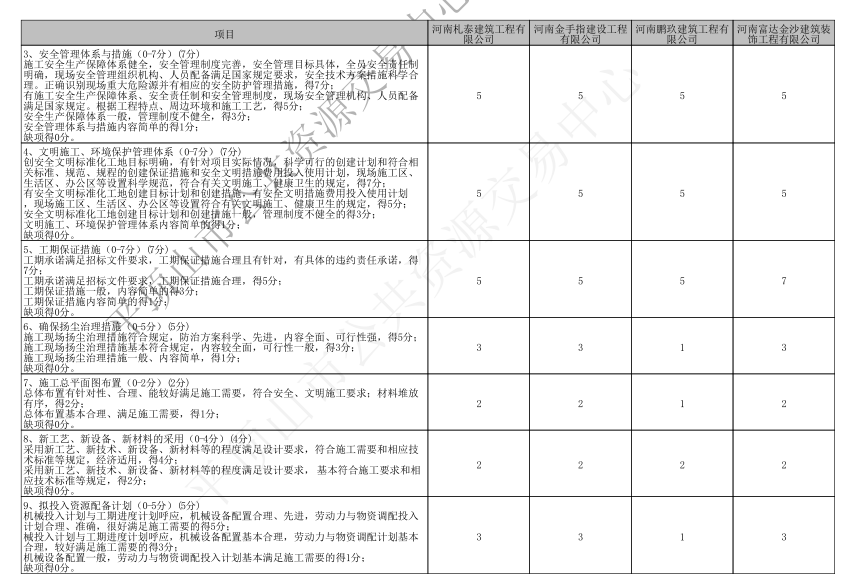 项目
河南札泰建筑工程有限公司
河南金手指建设工程有限公司
河南鹏玖建筑工程有限公司
河南富达金沙建筑装饰工程有限公司
3、安全管理体系与措施（0-7分）(7分)
施工安全生产保障体系健全，安全管理制度完善，安全管理目标具体，全员安全责任制
明确，现场安全管理组织机构、人员配备满足国家规定要求，安全技术方案措施科学合
理。正确识别现场重大危险源并有相应的安全防护管理措施，得7分；
有施工安全生产保障体系、安全责任制和安全管理制度，现场安全管理机构、人员配备
满足国家规定。根据工程特点、周边环境和施工工艺，得5分；
安全生产保障体系一般，管理制度不健全，得3分；
安全管理体系与措施内容简单的得1分；
缺项得0分。
5 5 5 5
4、文明施工、环境保护管理体系（0-7分）(7分)
创安全文明标准化工地目标明确，有针对项目实际情况，科学可行的创建计划和符合相
关标准、规范、规程的创建保证措施和安全文明措施费用投入使用计划，现场施工区、
生活区、办公区等设置科学规范，符合有关文明施工、健康卫生的规定，得7分；
有安全文明标准化工地创建目标计划和创建措施，有安全文明措施费用投入使用计划
，现场施工区、生活区、办公区等设置符合有关文明施工、健康卫生的规定，得5分；
安全文明标准化工地创建目标计划和创建措施一般，管理制度不健全的得3分；
文明施工、环境保护管理体系内容简单的得1分；
缺项得0分。
5 5 5 5
5、工期保证措施（0-7分）(7分)
工期承诺满足招标文件要求，工期保证措施合理且有针对，有具体的违约责任承诺，得
7分；
工期承诺满足招标文件要求，工期保证措施合理，得5分；
工期保证措施一般，内容简单的得3分；
工期保证措施内容简单的得1分；
缺项得0分。
5 5 5 7
6、确保扬尘治理措施（0-5分）(5分)
施工现场扬尘治理措施符合规定，防治方案科学、先进，内容全面、可行性强，得5分；
施工现场扬尘治理措施基本符合规定，内容较全面，可行性一般，得3分；
施工现场扬尘治理措施一般、内容简单，得1分；
缺项得0分。
3 3 1 3
7、施工总平面图布置（0-2分）(2分)
总体布置有针对性、合理、能较好满足施工需要，符合安全、文明施工要求；材料堆放
有序，得2分；
总体布置基本合理、满足施工需要，得1分；
缺项得0分。
2 2 1 2
8、新工艺、新设备、新材料的采用（0-4分）(4分)
采用新工艺、新技术、新设备、新材料等的程度满足设计要求，符合施工需要和相应技
术标准等规定，经济适用，得4分；
采用新工艺、新技术、新设备、新材料等的程度满足设计要求， 基本符合施工要求和相
应技术标准等规定，得2分；
缺项得0分。
2 2 2 2
9、拟投入资源配备计划（0-5分）(5分)
机械投入计划与工期进度计划呼应，机械设备配置合理、先进，劳动力与物资调配投入
计划合理、准确，很好满足施工需要的得5分；
械投入计划与工期进度计划呼应，机械设备配置基本合理，劳动力与物资调配计划基本
合理，较好满足施工需要的得3分；
机械设备配置一般，劳动力与物资调配投入计划基本满足施工需要的得1分；
缺项得0分。
3 3 1 3
平顶山市公共资源交易中心
平顶山市公共资源交易中心